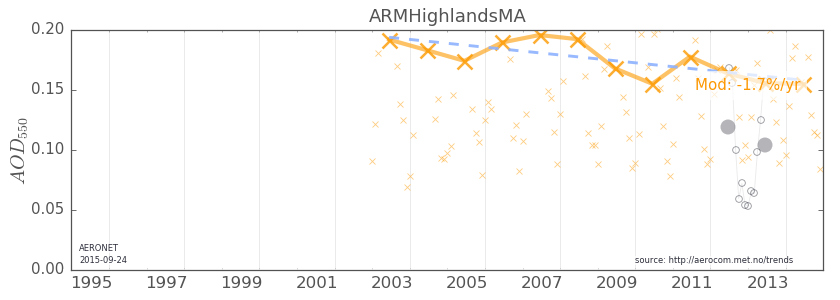 ARMHighlandsMA
0.20
0.15
0.10
0.05
0.00
AOD550
Mod: -1.7%/yr
AERONET
2015-09-24
source: http://aerocom.met.no/trends
1995 1997 1999 2001 2003 2005 2007 2009 2011 2013